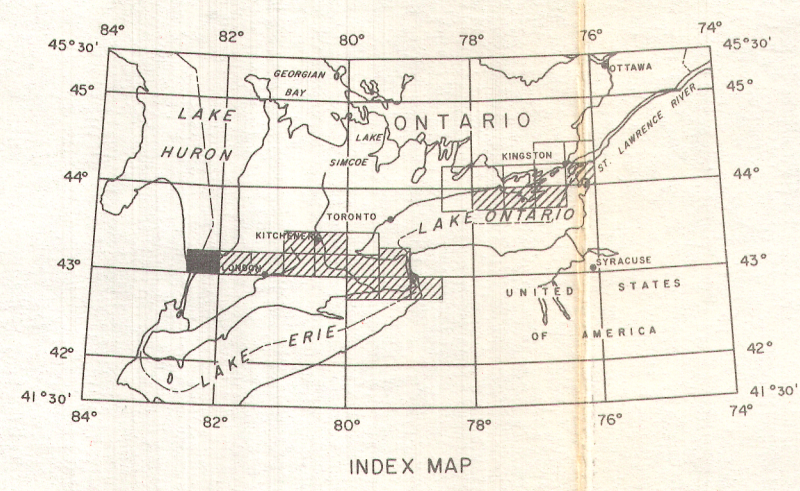 84° 82° 80° 78° 76° 74°
45°30' 45°30'
GEORGIAN
BAY
OTTAWA
45° 45°
LAKE
HURON
ONTARIO
LAKE
SIMCOE
KINGSTON
ST. LAWRENCE RIVER
44° 44°
TORONTO
LAKE ONTARIO
KITCHENER
LONDON
43° 43°
SYRACUSE
UNITED STATES
OF AMERICA
LAKE ERIE
42° 42°
41°30' 41°30'
84° 82° 80° 78° 76° 74°
INDEX MAP